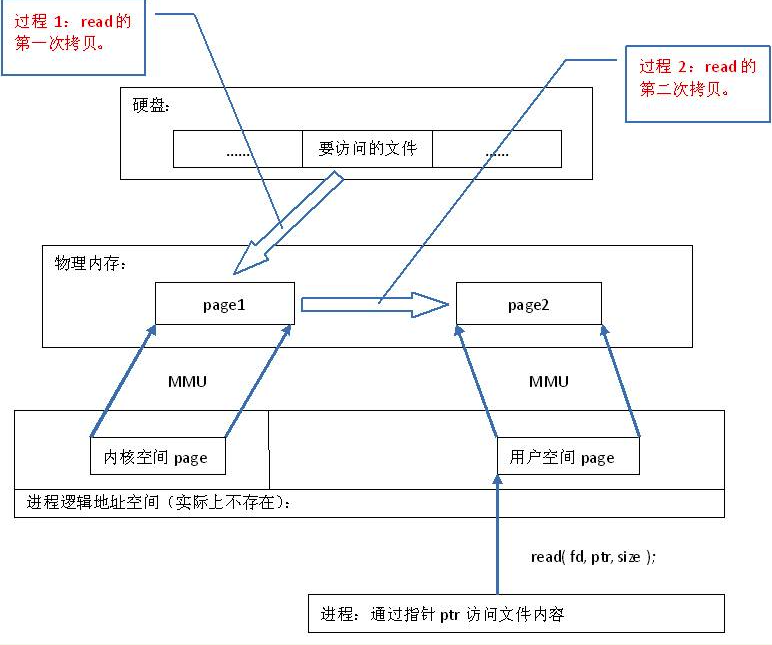 过程 1：read的
第一次拷贝。
过程 2：read的
第二次拷贝。
硬盘：
......
要访问的文件
......
物理内存：
page1
page2
MMU
MMU
内核空间 page
用户空间 page
进程逻辑地址空间（实际上不存在）：
read( fd, ptr, size );
进程：通过指针 ptr 访问文件内容